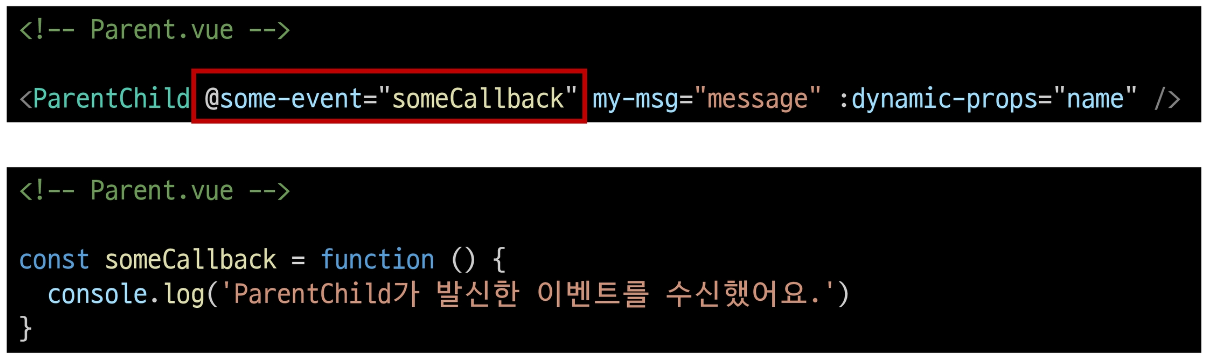 <!-- Parent.vue -->
<ParentChild @some-event="someCallback" my-msg="message" :dynamic-props="name" />
<!-- Parent.vue -->
const someCallback = function () {
  console.log('ParentChild가 발신한 이벤트를 수신했어요.')
}